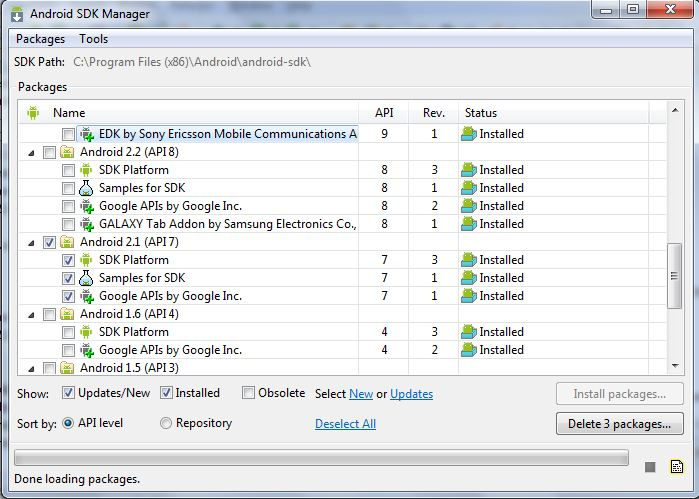 Android SDK Manager
Packages Tools
SDK Path: C:\Program Files (x86)\Android\android-sdk\
Packages
Name API Rev. Status
EDK by Sony Ericsson Mobile Communications A 9 1 Installed
Android 2.2 (API 8)
SDK Platform 8 3 Installed
Samples for SDK 8 1 Installed
Google APIs by Google Inc. 8 2 Installed
GALAXY Tab Addon by Samsung Electronics Co., 8 1 Installed
Android 2.1 (API 7)
SDK Platform 7 3 Installed
Samples for SDK 7 1 Installed
Google APIs by Google Inc. 7 1 Installed
Android 1.6 (API 4)
SDK Platform 4 3 Installed
Google APIs by Google Inc. 4 2 Installed
Android 1.5 (API 3)
Show: Updates/New Installed Obsolete Select New or Updates Install packages...
Sort by: API level Repository Deselect All Delete 3 packages...
Done loading packages.